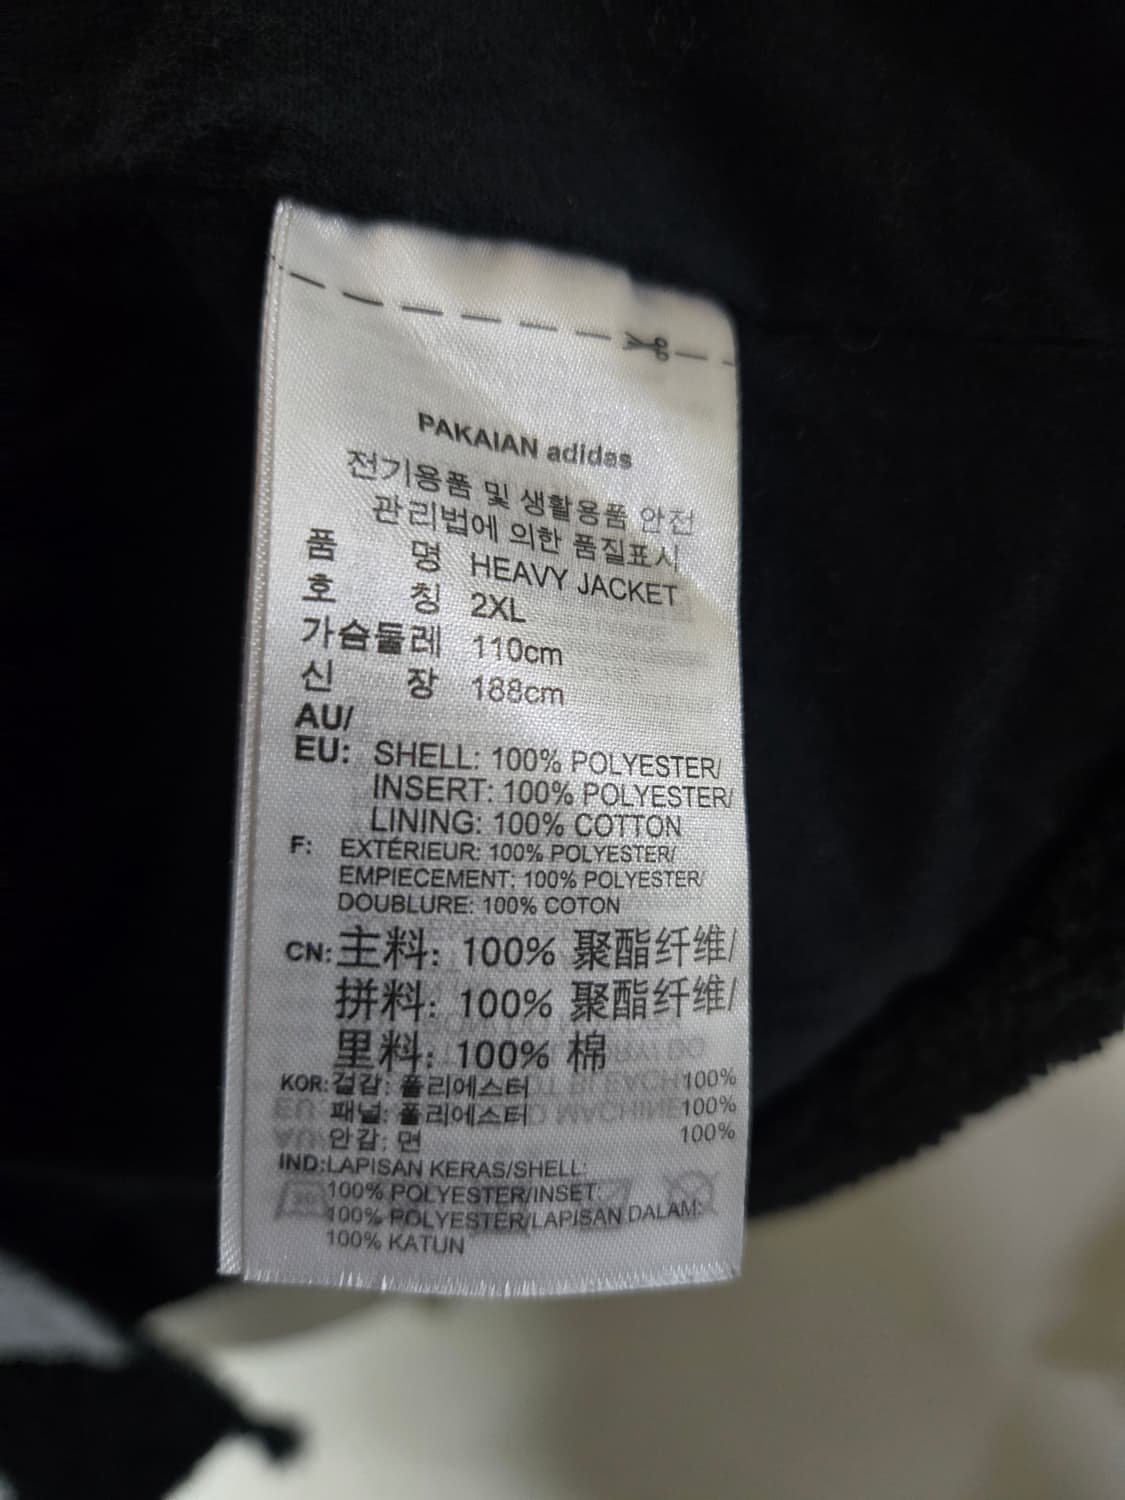 PAKAIAN adidas
전기용품 및 생활용품 안전
관리법에 의한 품질표시
품 명 HEAVY JACKET
호 칭 2XL
가슴둘레 110cm
신 장 188cm
AU/
EU: SHELL: 100% POLYESTER/
INSERT: 100% POLYESTER/
LINING: 100% COTTON
F: EXTÉRIEUR: 100% POLYESTER/
EMPIECEMENT: 100% POLYESTER/
DOUBLURE: 100% COTON
CN: 主料: 100% 聚酯纤维/
拼料: 100% 聚酯纤维/
里料: 100% 棉
KOR: 겉감: 폴리에스터 100%
패널: 폴리에스터 100%
안감: 면 100%
IND: LAPISAN KERAS/SHELL:
100% POLYESTER/INSET:
100% POLYESTER/LAPISAN DALAM:
100% KATUN